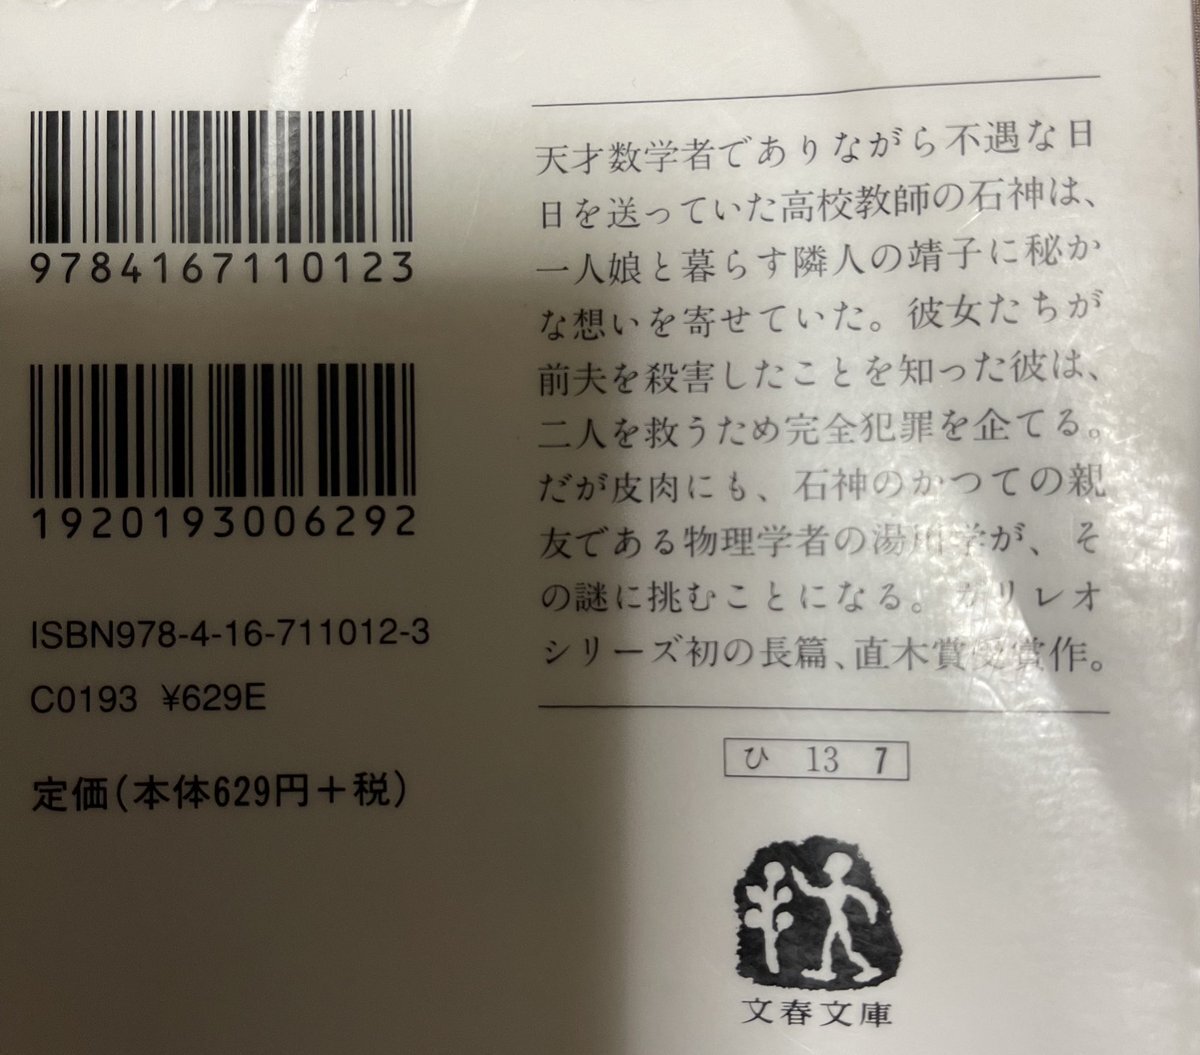 9784167110123
1920193006292
ISBN978-4-16-711012-3
C0193 ¥629E
定価(本体629円+税)
天才数学者でありながら不遇な日
日を送っていた高校教師の石神は、
一人娘と暮らす隣人の靖子に秘か
な想いを寄せていた。彼女たちが
前夫を殺害したことを知った彼は、
二人を救うため完全犯罪を企てる。
だが皮肉にも、石神のかつての親
友である物理学者の湯川学が、そ
の謎に挑むことになる。ガリレオ
シリーズ初の長篇、直木賞受賞作。
ひ 13 7
文春文庫